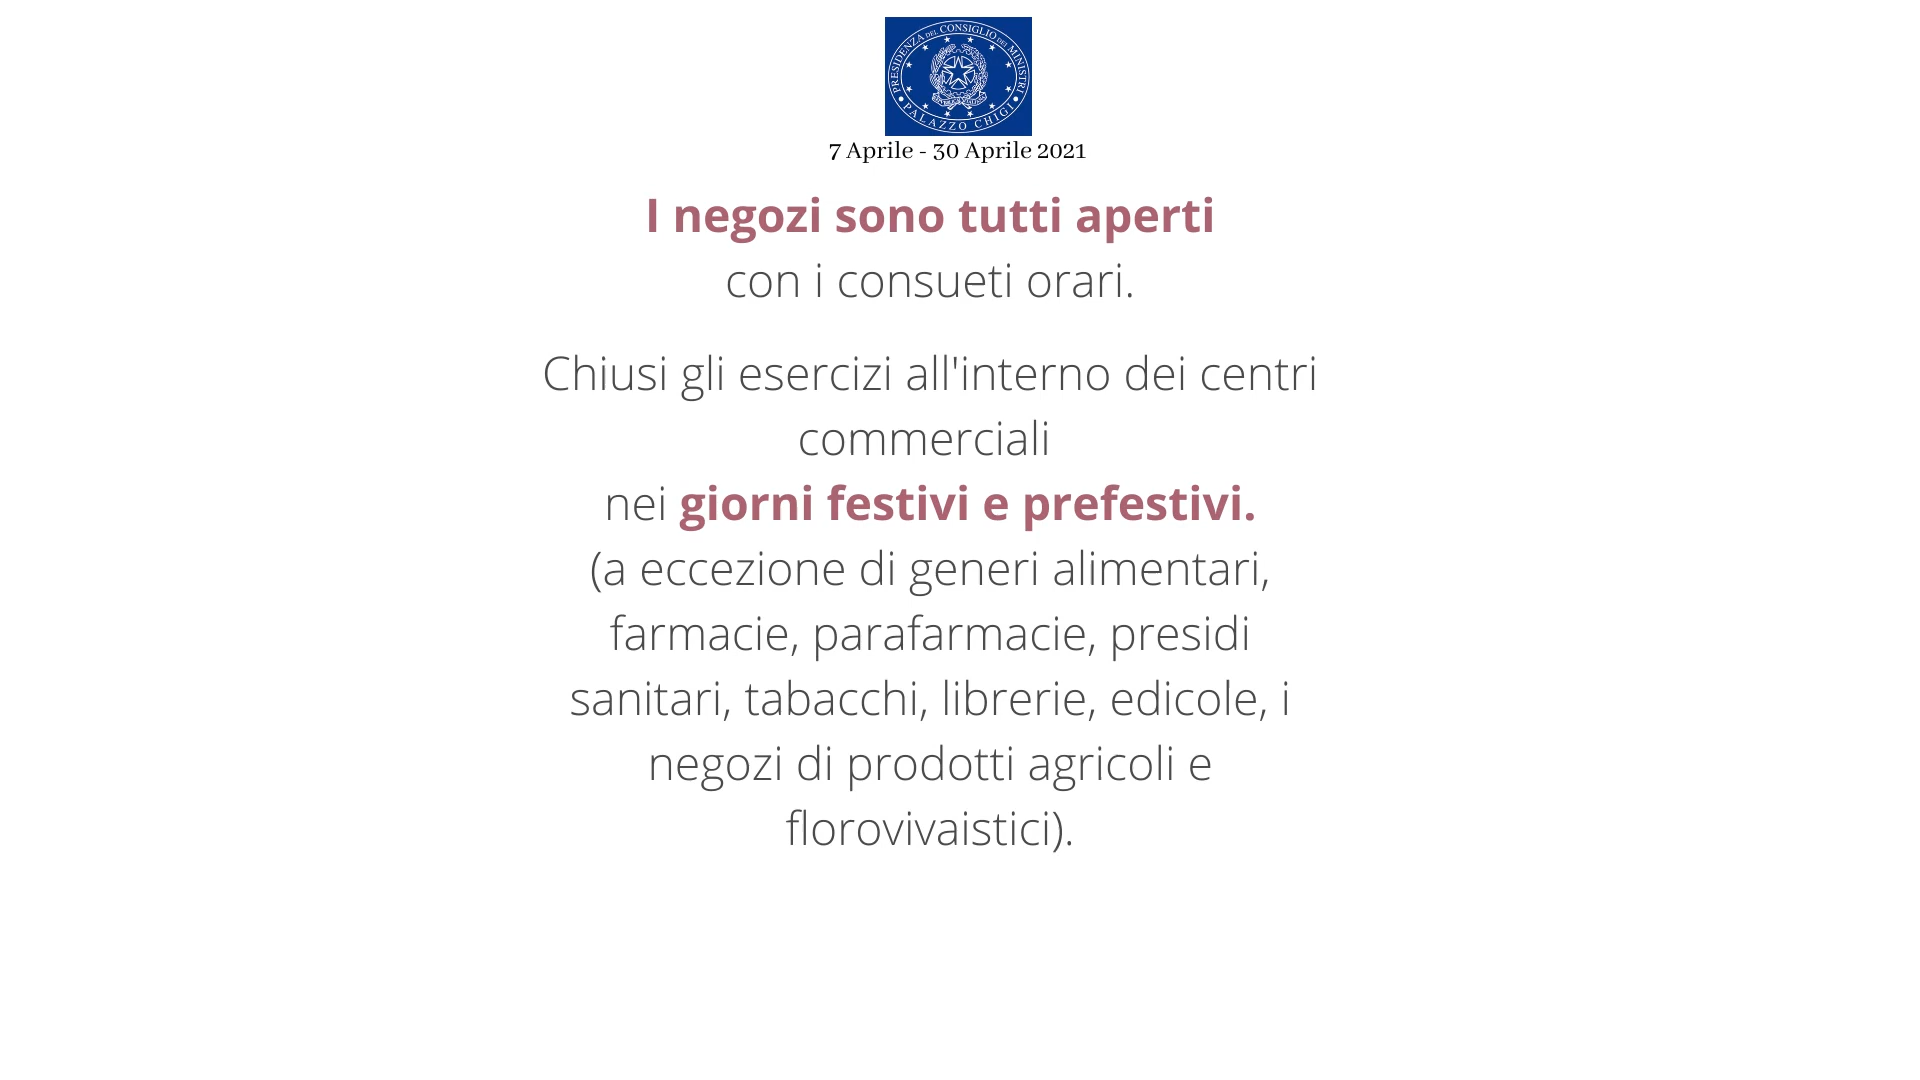 PRESIDENZA DEL CONSIGLIO DEI MINISTRI
PALAZZO CHIGI
7 Aprile - 30 Aprile 2021
I negozi sono tutti aperti
con i consueti orari.
Chiusi gli esercizi all'interno dei centri
commerciali
nei giorni festivi e prefestivi.
(a eccezione di generi alimentari,
farmacie, parafarmacie, presidi
sanitari, tabacchi, librerie, edicole, i
negozi di prodotti agricoli e
florovivaistici).